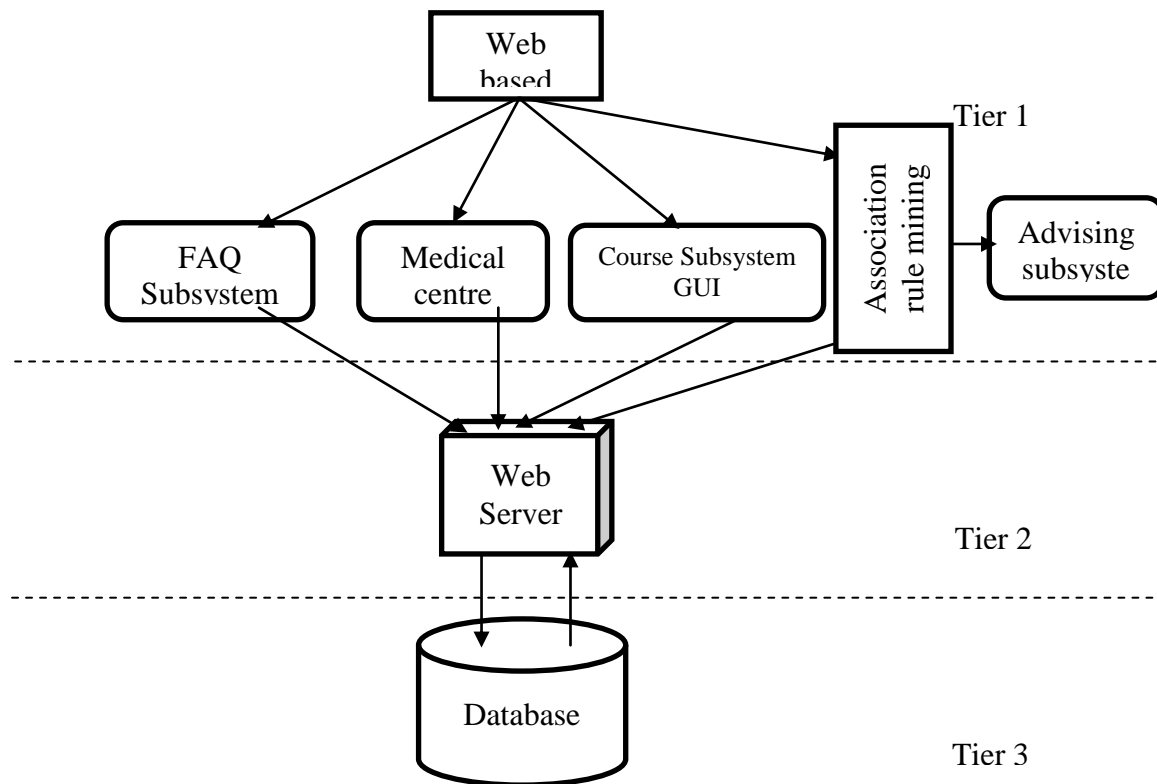 Web
based
Tier 1
Association
rule mining
FAQ
Subsystem
Medical
centre
Course Subsystem
GUI
Advising
subsyste
Web
Server
Tier 2
Database
Tier 3